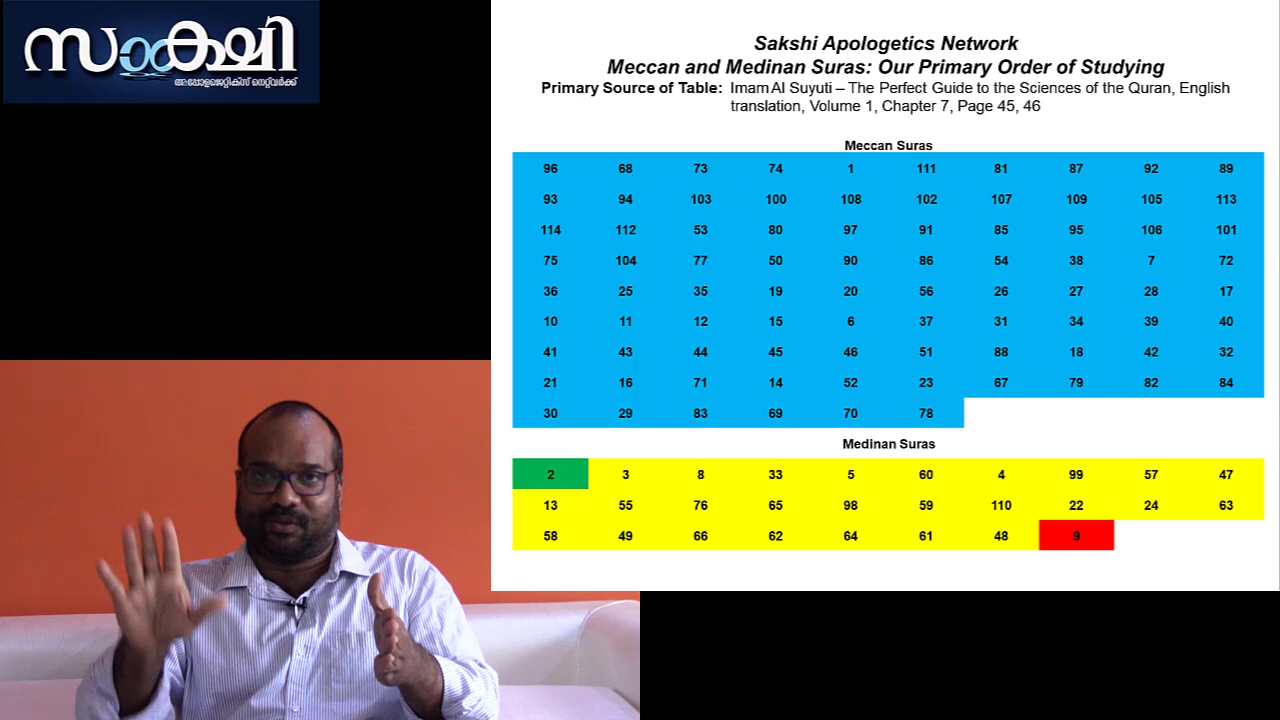 സാക്ഷി
അപ്പോളജെറ്റിക്സ് നെറ്റ്‌വർക്ക്
Sakshi Apologetics Network
Meccan and Medinan Suras: Our Primary Order of Studying
Primary Source of Table: Imam Al Suyuti – The Perfect Guide to the Sciences of the Quran, English
translation, Volume 1, Chapter 7, Page 45, 46
Meccan Suras
96 68 73 74 1 111 81 87 92 89
93 94 103 100 108 102 107 109 105 113
114 112 53 80 97 91 85 95 106 101
75 104 77 50 90 86 54 38 7 72
36 25 35 19 20 56 26 27 28 17
10 11 12 15 6 37 31 34 39 40
41 43 44 45 46 51 88 18 42 32
21 16 71 14 52 23 67 79 82 84
30 29 83 69 70 78
Medinan Suras
2 3 8 33 5 60 4 99 57 47
13 55 76 65 98 59 110 22 24 63
58 49 66 62 64 61 48 9